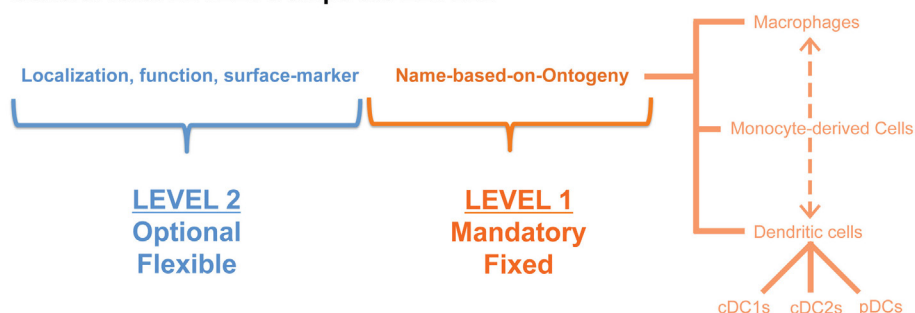 Macrophages
Localization, function, surface-marker
Name-based-on-Ontogeny
Monocyte-derived Cells
LEVEL 2
Optional
Flexible
LEVEL 1
Mandatory
Fixed
Dendritic cells
cDC1s
cDC2s
pDCs